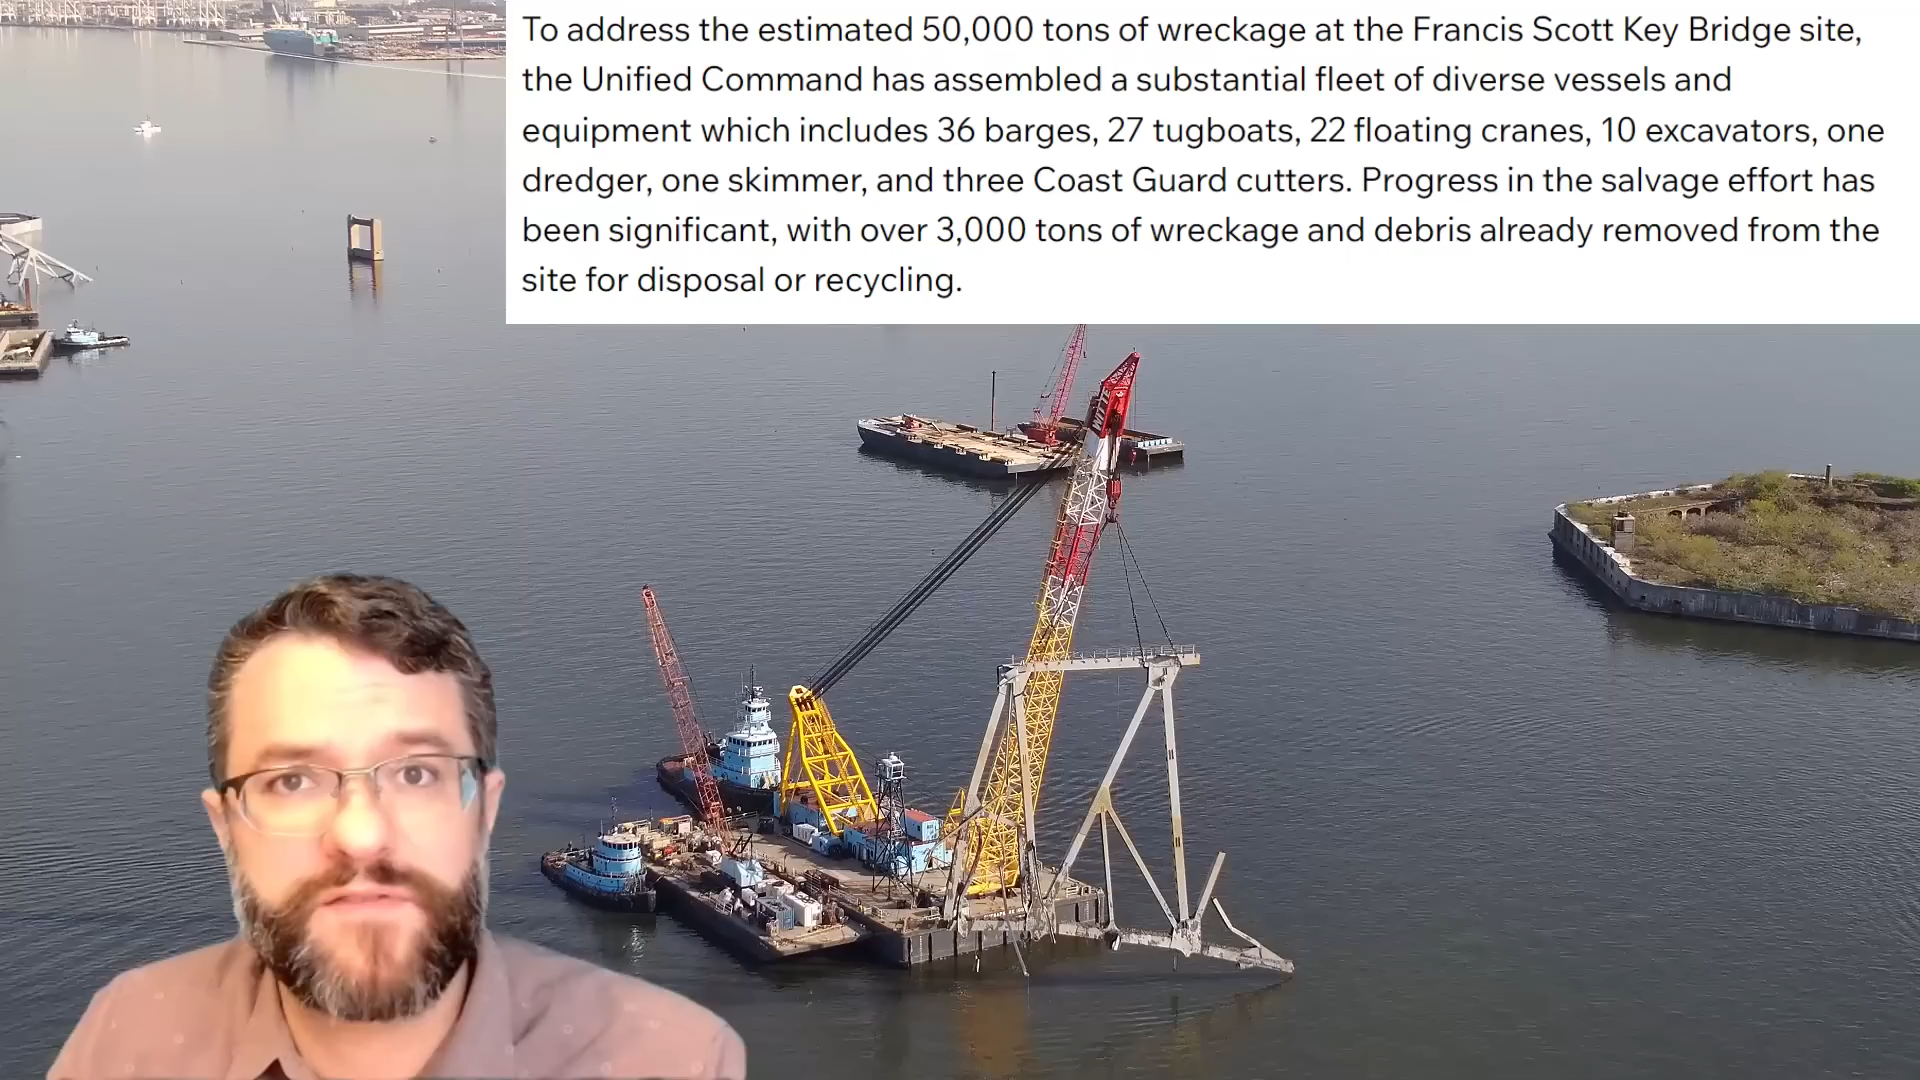 To address the estimated 50,000 tons of wreckage at the Francis Scott Key Bridge site,
the Unified Command has assembled a substantial fleet of diverse vessels and
equipment which includes 36 barges, 27 tugboats, 22 floating cranes, 10 excavators, one
dredger, one skimmer, and three Coast Guard cutters. Progress in the salvage effort has
been significant, with over 3,000 tons of wreckage and debris already removed from the
site for disposal or recycling.